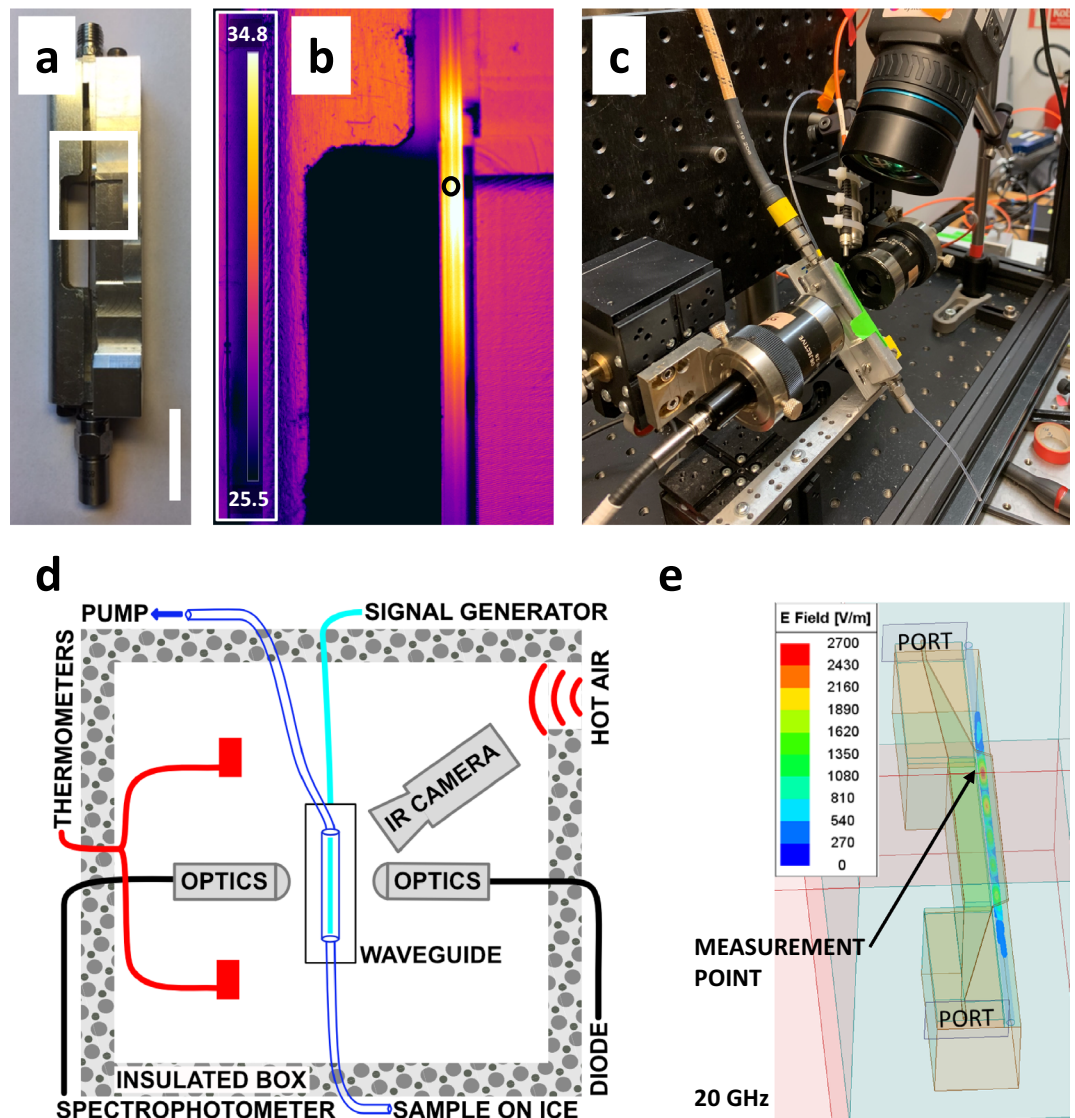 a
34.8
25.5
b
c
d
PUMP
SIGNAL GENERATOR
THERMOMETERS
HOT AIR
IR CAMERA
OPTICS
OPTICS
WAVEGUIDE
DIODE
INSULATED BOX
SPECTROPHOTOMETER
SAMPLE ON ICE
e
E Field [V/m]
2700
2430
2160
1890
1620
1350
1080
810
540
270
0
PORT
MEASUREMENT
POINT
PORT
20 GHz